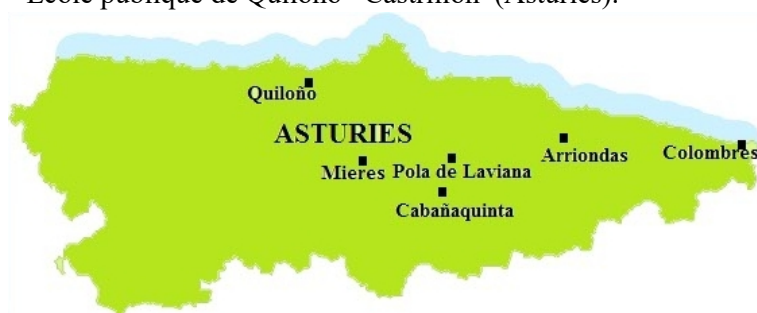 École publique de Quiloño - Castrillón (Asturies).
Quiloño
ASTURIES
Arriondas
Colombres
Mieres
Pola de Laviana
Cabañaquinta